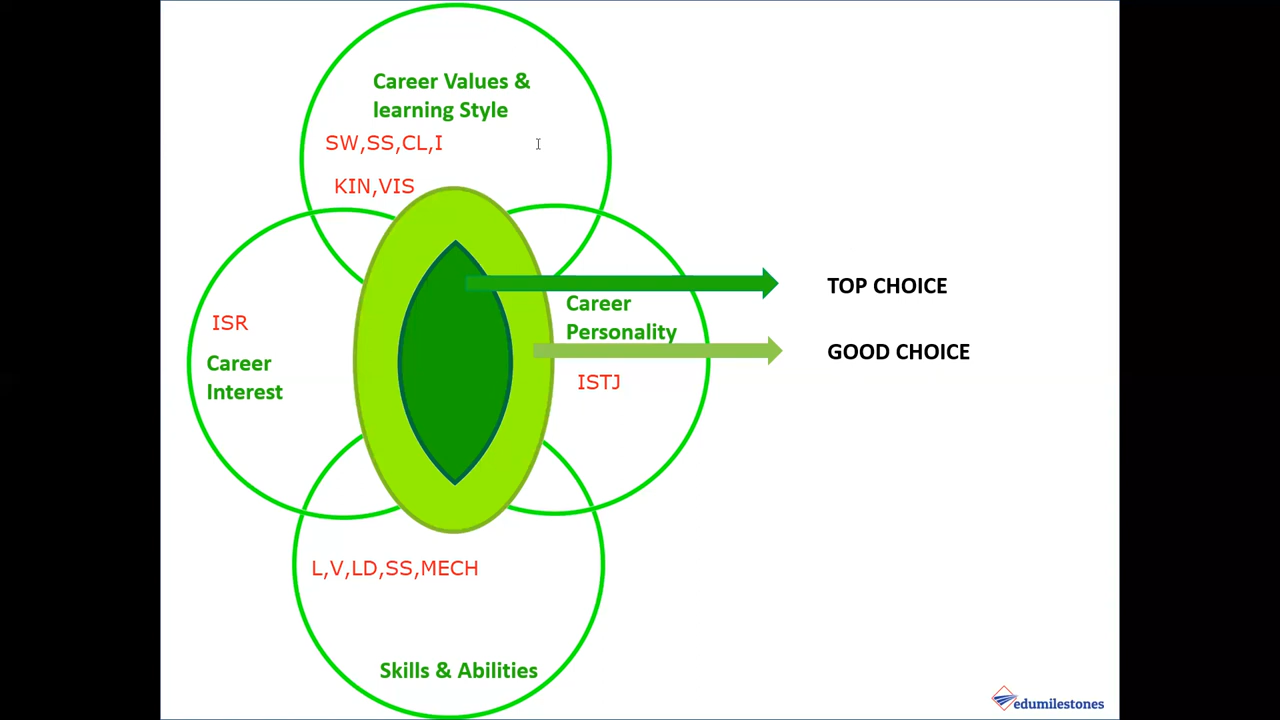 Career Values &
learning Style
SW,SS,CL,I
KIN,VIS
TOP CHOICE
Career
Personality
ISR
GOOD CHOICE
Career
Interest
ISTJ
L,V,LD,SS,MECH
Skills & Abilities
edumilestones